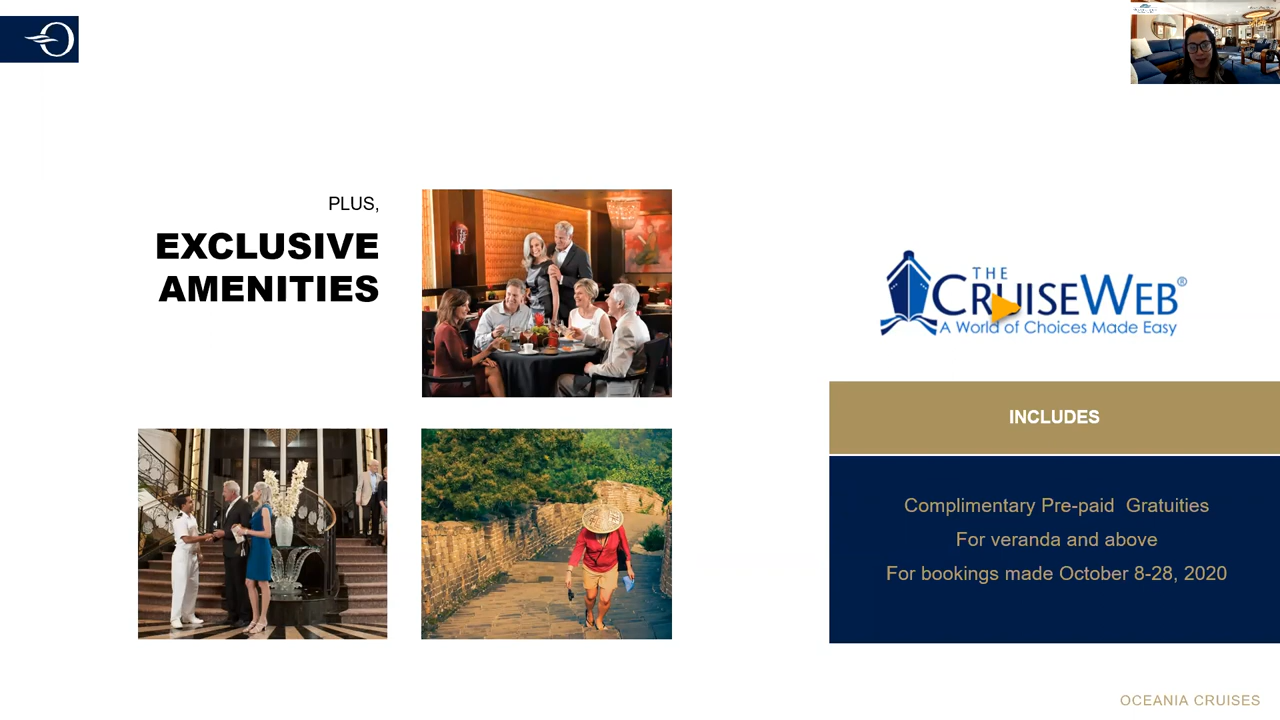 PLUS,
EXCLUSIVE
AMENITIES
THE
CRUISEWEB®
A World of Choices Made Easy
INCLUDES
Complimentary Pre-paid  Gratuities
For veranda and above
For bookings made October 8-28, 2020
OCEANIA CRUISES